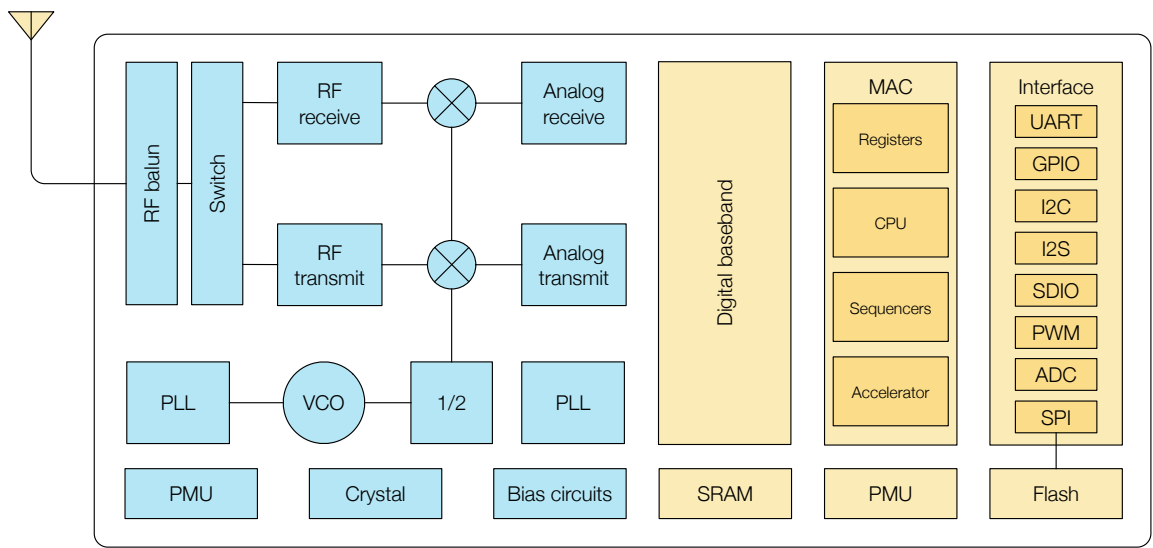 RF balun
Switch
RF
receive
Analog
receive
RF
transmit
Analog
transmit
PLL
VCO
1/2
PLL
PMU
Crystal
Bias circuits
Digital baseband
SRAM
MAC
Registers
CPU
Sequencers
Accelerator
PMU
Interface
UART
GPIO
I2C
I2S
SDIO
PWM
ADC
SPI
Flash